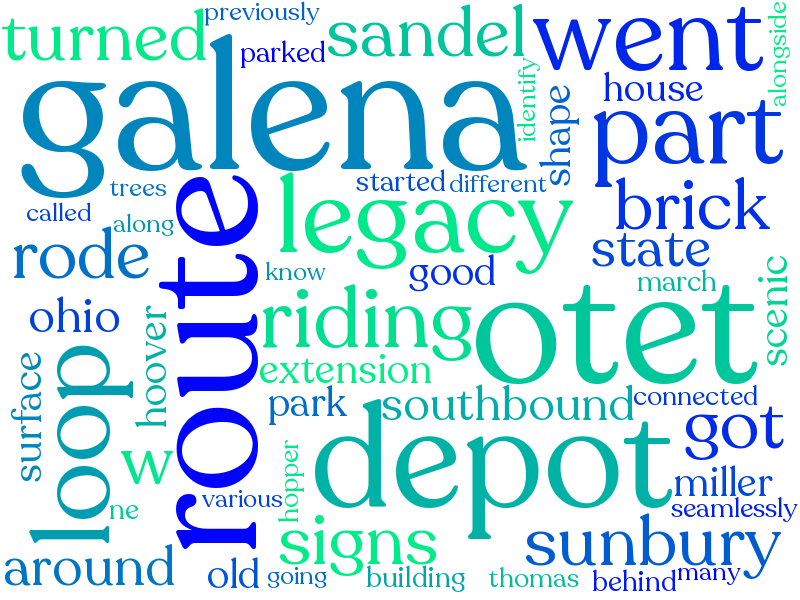 previously
turned
parked
sandel
went
alongside
galena
identify
shape
house
part
trees
started
different
called
along
route
legacy
brick
rode
know
good
state
march
scenic
ohio
hoover
riding
otet
surface
loop
extension
park
southbound
connected
depot
got
w
hopper
miller
various
seamlessly
ne
signs
sunbury
around
old
going
building
thomas
behind
many